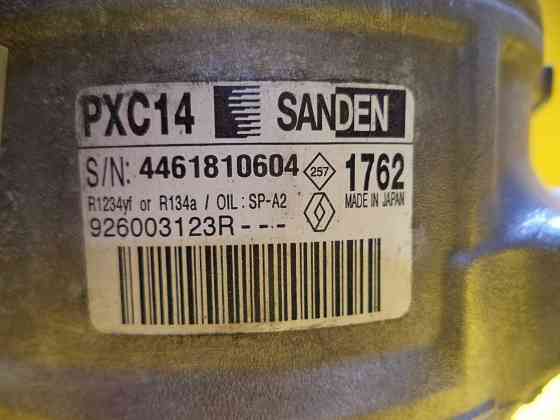 PXC14 SANDEN
S/N: 4461810604 257 1762
R1234yf or R134a / OIL : SP-A2 MADE IN JAPAN
926003123R---